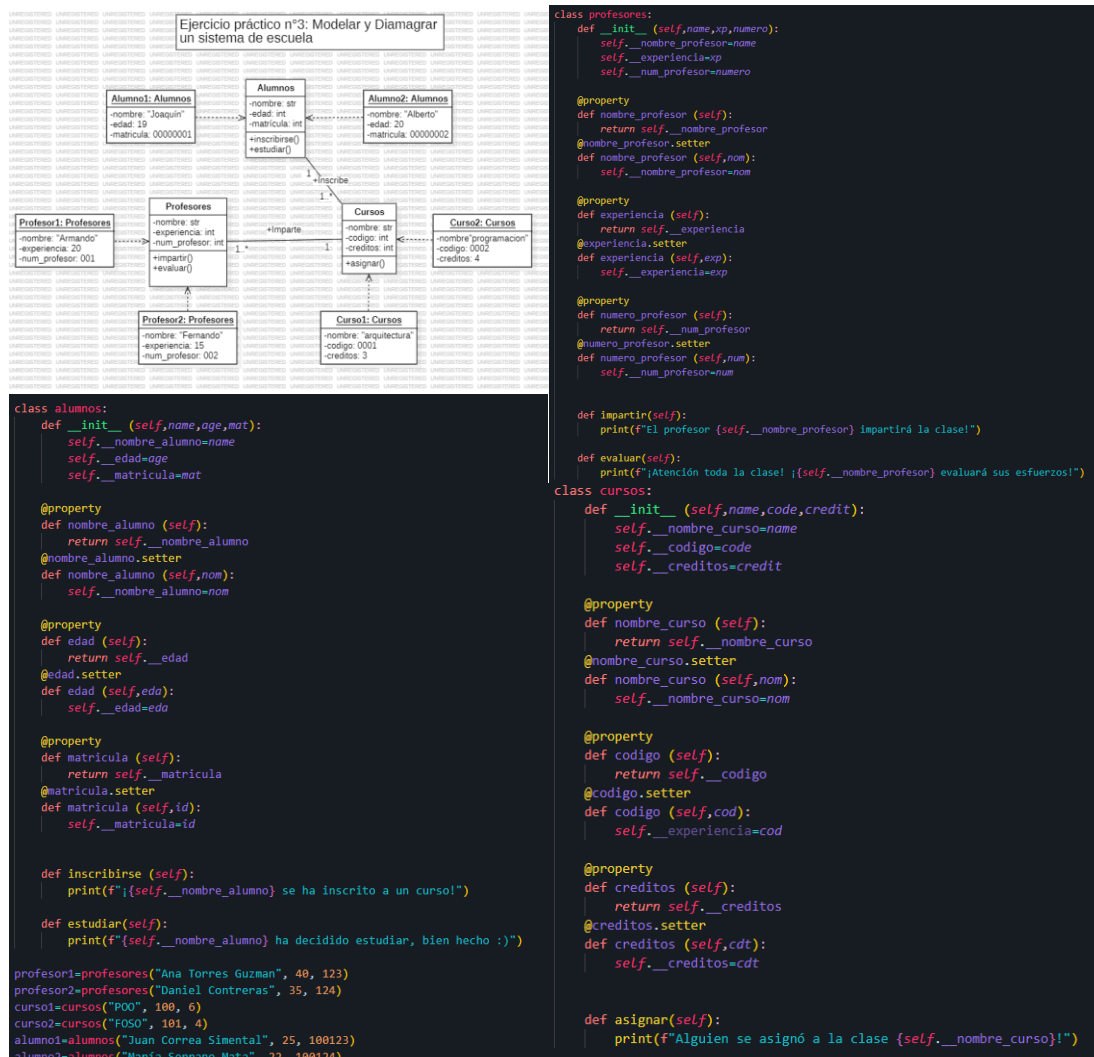 Ejercicio práctico n°3: Modelar y Diamagrar
un sistema de escuela
Alumnos
-nombre: str
-edad: int
-matricula: int
+inscribirse()
+estudiar()
Alumno1: Alumnos
-nombre: "Joaquín"
-edad: 19
-matricula: 00000001
Alumno2: Alumnos
-nombre: "Alberto"
-edad: 20
-matricula: 00000002
1
+Inscribe
1..*
Profesores
-nombre: str
-experiencia: int
-num_profesor: int
+impartir()
+evaluar()
Profesor1: Profesores
-nombre: "Armando"
-experiencia: 20
-num_profesor: 001
1..*
+Imparte
1
Cursos
-nombre: str
-codigo: int
-creditos: int
+asignar()
Curso2: Cursos
-nombre"programacion"
-codigo: 0002
-creditos: 4
Profesor2: Profesores
-nombre: "Fernando"
-experiencia: 15
-num_profesor: 002
Curso1: Cursos
-nombre: "arquitectura"
-codigo: 0001
-creditos: 3
class profesores:
def __init__ (self,name,xp,numero):
self.__nombre_profesor=name
self.__experiencia=xp
self.__num_profesor=numero
@property
def nombre_profesor (self):
return self.__nombre_profesor
@nombre_profesor.setter
def nombre_profesor (self,nom):
self.__nombre_profesor=nom
@property
def experiencia (self):
return self.__experiencia
@experiencia.setter
def experiencia (self,exp):
self.__experiencia=exp
@property
def numero_profesor (self):
return self.__num_profesor
@numero_profesor.setter
def numero_profesor (self,num):
self.__num_profesor=num
def impartir(self):
print(f"El profesor {self.__nombre_profesor} impartirá la clase!")
def evaluar(self):
print(f"¡Atención toda la clase! ¡{self.__nombre_profesor} evaluará sus esfuerzos!")
class alumnos:
def __init__ (self,name,age,mat):
self.__nombre_alumno=name
self.__edad=age
self.__matricula=mat
@property
def nombre_alumno (self):
return self.__nombre_alumno
@nombre_alumno.setter
def nombre_alumno (self,nom):
self.__nombre_alumno=nom
@property
def edad (self):
return self.__edad
@edad.setter
def edad (self,eda):
self.__edad=eda
@property
def matricula (self):
return self.__matricula
@matricula.setter
def matricula (self,id):
self.__matricula=id
def inscribirse (self):
print(f"¡{self.__nombre_alumno} se ha inscrito a un curso!")
def estudiar(self):
print(f"{self.__nombre_alumno} ha decidido estudiar, bien hecho :)")
profesor1=profesores("Ana Torres Guzman", 40, 123)
profesor2=profesores("Daniel Contreras", 35, 124)
curso1=cursos("POO", 100, 6)
curso2=cursos("FOSO", 101, 4)
alumno1=alumnos("Juan Correa Simental", 25, 100123)
alumno2=alumnos("María Serrano Mata", 22, 100124)
class cursos:
def __init__ (self,name,code,credit):
self.__nombre_curso=name
self.__codigo=code
self.__creditos=credit
@property
def nombre_curso (self):
return self.__nombre_curso
@nombre_curso.setter
def nombre_curso (self,nom):
self.__nombre_curso=nom
@property
def codigo (self):
return self.__codigo
@codigo.setter
def codigo (self,cod):
self.__experiencia=cod
@property
def creditos (self):
return self.__creditos
@creditos.setter
def creditos (self,cdt):
self.__creditos=cdt
def asignar(self):
print(f"Alguien se asignó a la clase {self.__nombre_curso}!")